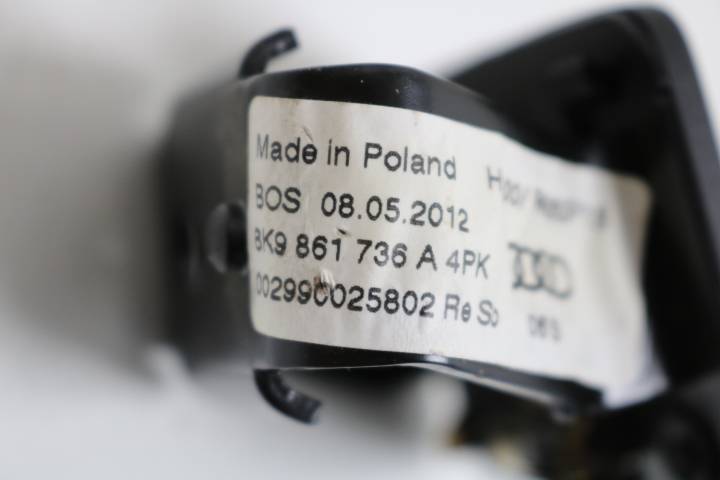 Made in Poland
BOS 08.05.2012
8K9 861 736 A 4PK
002990025802 Re So